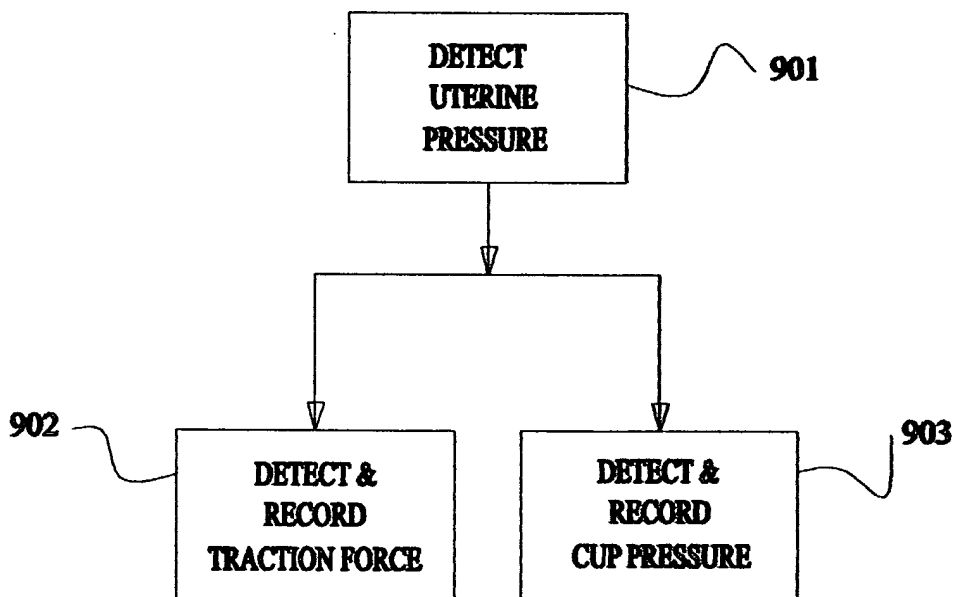 DETECT
UTERINE
PRESSURE
901
902
DETECT &
RECORD
TRACTION FORCE
DETECT &
RECORD
CUP PRESSURE
903